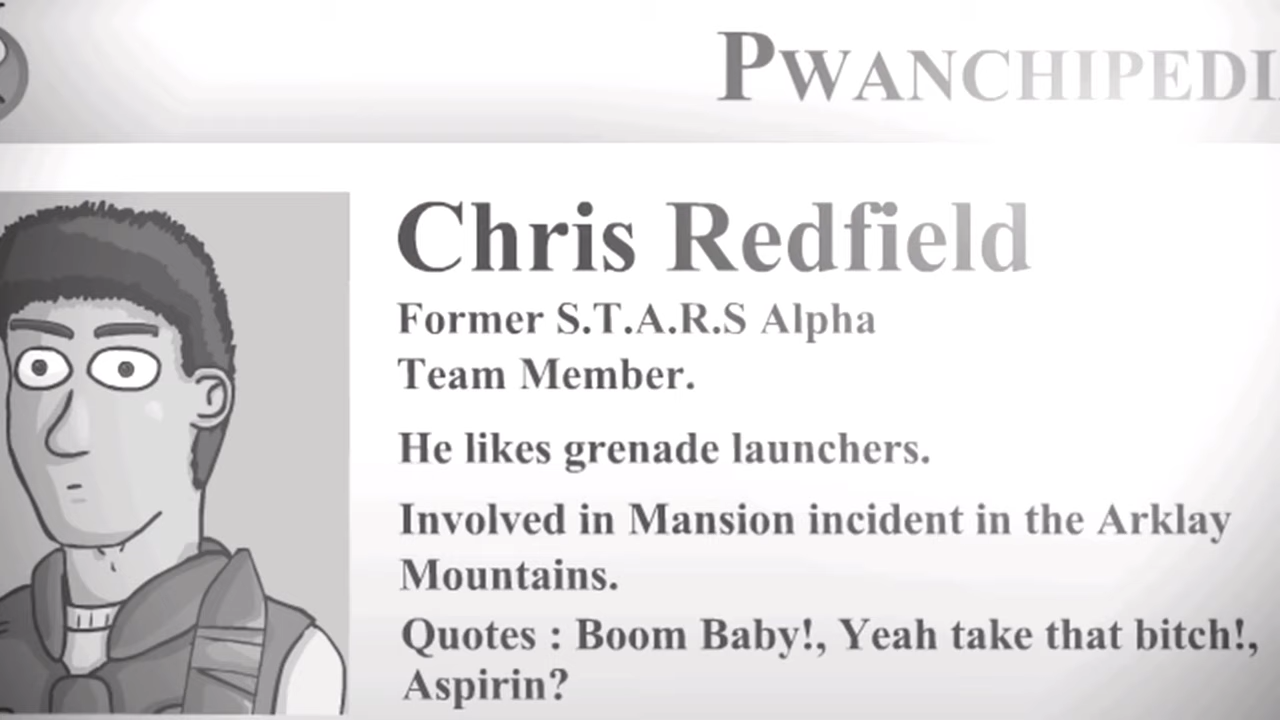 PWANCHIPEDI
Chris Redfield
Former S.T.A.R.S Alpha
Team Member.
He likes grenade launchers.
Involved in Mansion incident in the Arklay
Mountains.
Quotes : Boom Baby!, Yeah take that bitch!,
Aspirin?